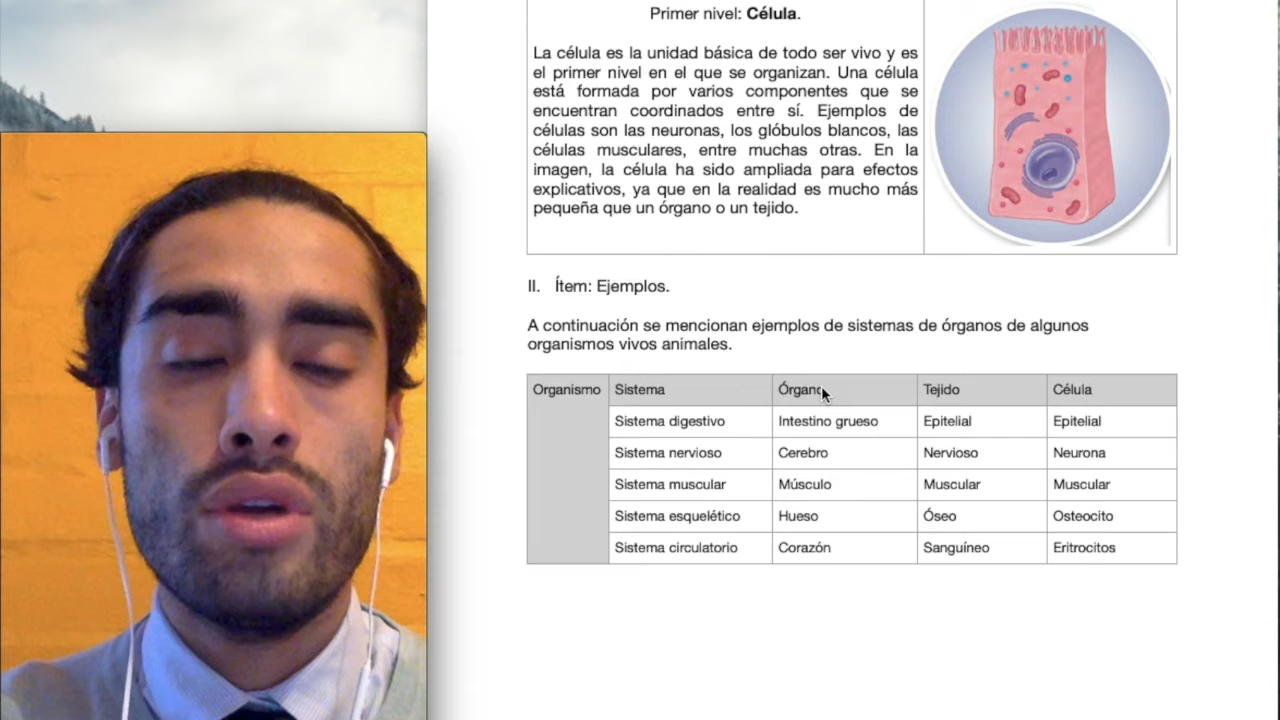 Primer nivel: Célula.
La célula es la unidad básica de todo ser vivo y es
el primer nivel en el que se organizan. Una célula
está formada por varios componentes que se
encuentran coordinados entre sí. Ejemplos de
células son las neuronas, los glóbulos blancos, las
células musculares, entre muchas otras. En la
imagen, la célula ha sido ampliada para efectos
explicativos, ya que en la realidad es mucho más
pequeña que un órgano o un tejido.
II. Ítem: Ejemplos.
A continuación se mencionan ejemplos de sistemas de órganos de algunos
organismos vivos animales.
Organismo Sistema Órgano Tejido Célula
Sistema digestivo Intestino grueso Epitelial Epitelial
Sistema nervioso Cerebro Nervioso Neurona
Sistema muscular Músculo Muscular Muscular
Sistema esquelético Hueso Óseo Osteocito
Sistema circulatorio Corazón Sanguíneo Eritrocitos